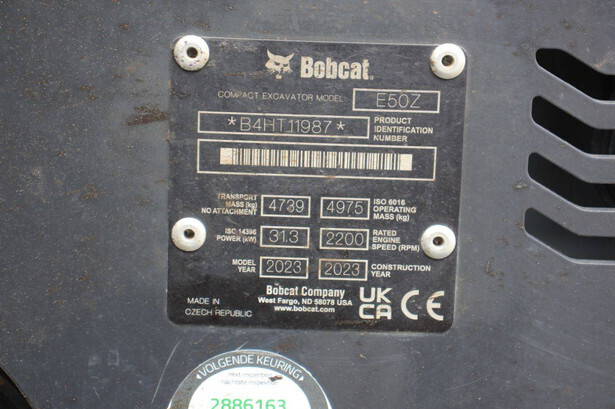 Bobcat
COMPACT EXCAVATOR MODEL: E50Z
*B4HT11987* PRODUCT IDENTIFICATION NUMBER
TRANSPORT MASS (kg) NO ATTACHMENT 4739 4975 ISO 6016 OPERATING MASS (kg)
ISO 14396 POWER (kW) 31.3 2200 RATED ENGINE SPEED (RPM)
MODEL YEAR 2023 2023 CONSTRUCTION YEAR
Bobcat Company
West Fargo, ND 58078 USA
www.bobcat.com
UK CA CE
MADE IN
CZECH REPUBLIC
VOLGENDE KEURING
next inspection
2886163